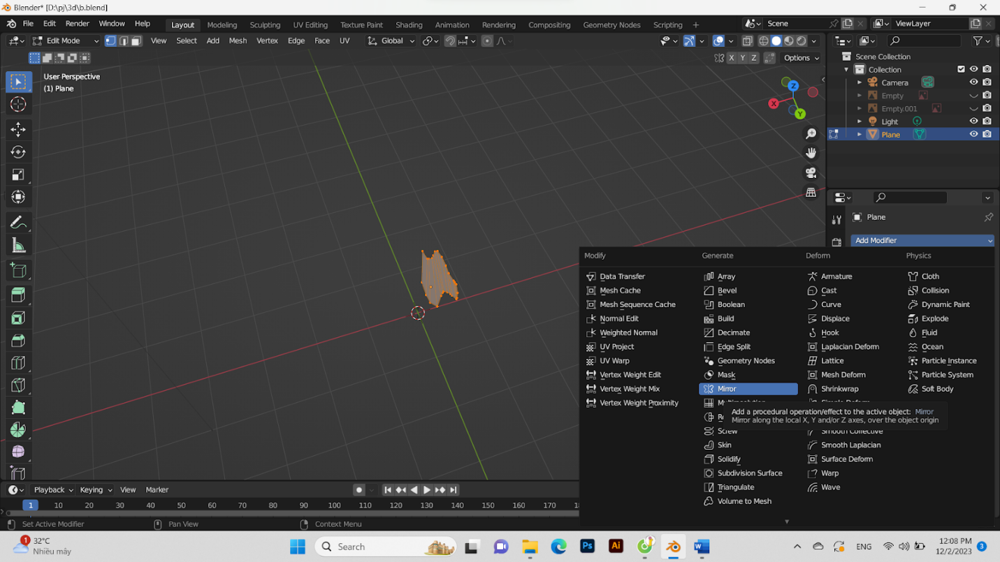 Blender* [D:\pj\3d\b.blend]
File Edit Render Window Help Layout Modeling Sculpting UV Editing Texture Paint Shading Animation Rendering Compositing Geometry Nodes Scripting + Scene ViewLayer
Edit Mode View Select Add Mesh Vertex Edge Face UV Global
X Y Z Options
User Perspective
(1) Plane
Z
X
Y
Scene Collection
Collection
Camera
Empty
Empty.001
Light
Plane
Plane
Add Modifier
Modify Generate Deform Physics
Data Transfer Array Armature Cloth
Mesh Cache Bevel Cast Collision
Mesh Sequence Cache Boolean Curve Dynamic Paint
Normal Edit Build Displace Explode
Weighted Normal Decimate Hook Fluid
UV Project Edge Split Laplacian Deform Ocean
UV Warp Geometry Nodes Lattice Particle Instance
Vertex Weight Edit Mask Mesh Deform Particle System
Vertex Weight Mix Mirror Shrinkwrap Soft Body
Vertex Weight Proximity
Add a procedural operation/effect to the active object: Mirror
Mirror along the local X, Y and/or Z axes, over the object origin
Screw Smooth Corrective
Skin Smooth Laplacian
Solidify Surface Deform
Subdivision Surface Warp
Triangulate Wave
Volume to Mesh
Playback Keying View Marker
1 10 20 30 40 50 60 70 80 90 100 110 120 130 140 150 160 170
Set Active Modifier Pan View Context Menu
1 32°C
Nhiều mây
Search
Ps Ai W
ENG
12:08 PM
12/2/2023
3